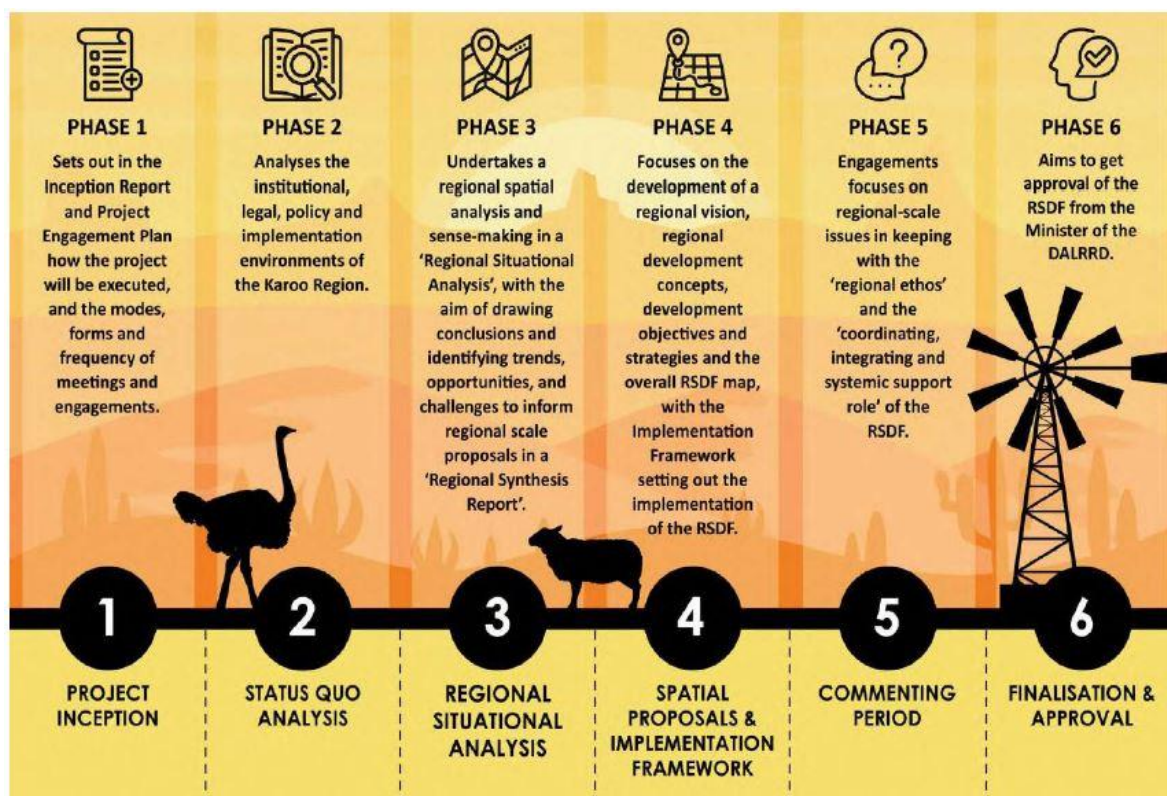 PHASE 1
Sets out in the
Inception Report
and Project
Engagement Plan
how the project
will be executed,
and the modes,
forms and
frequency of
meetings and
engagements.
PHASE 2
Analyses the
institutional,
legal, policy and
implementation
environments of
the Karoo Region.
PHASE 3
Undertakes a
regional spatial
analysis and
sense-making in a
‘Regional Situational
Analysis’, with the
aim of drawing
conclusions and
identifying trends,
opportunities, and
challenges to inform
regional scale
proposals in a
‘Regional Synthesis
Report’.
PHASE 4
Focuses on the
development of a
regional vision,
regional
development
concepts,
development
objectives and
strategies and the
overall RSDF map,
with the
Implementation
Framework
setting out the
implementation
of the RSDF.
PHASE 5
Engagements
focuses on
regional-scale
issues in keeping
with the
‘regional ethos’
and the
‘coordinating,
integrating and
systemic support
role’ of the
RSDF.
PHASE 6
Aims to get
approval of the
RSDF from the
Minister of the
DALRRD.
1
PROJECT
INCEPTION
2
STATUS QUO
ANALYSIS
3
REGIONAL
SITUATIONAL
ANALYSIS
4
SPATIAL
PROPOSALS &
IMPLEMENTATION
FRAMEWORK
5
COMMENTING
PERIOD
6
FINALISATION &
APPROVAL